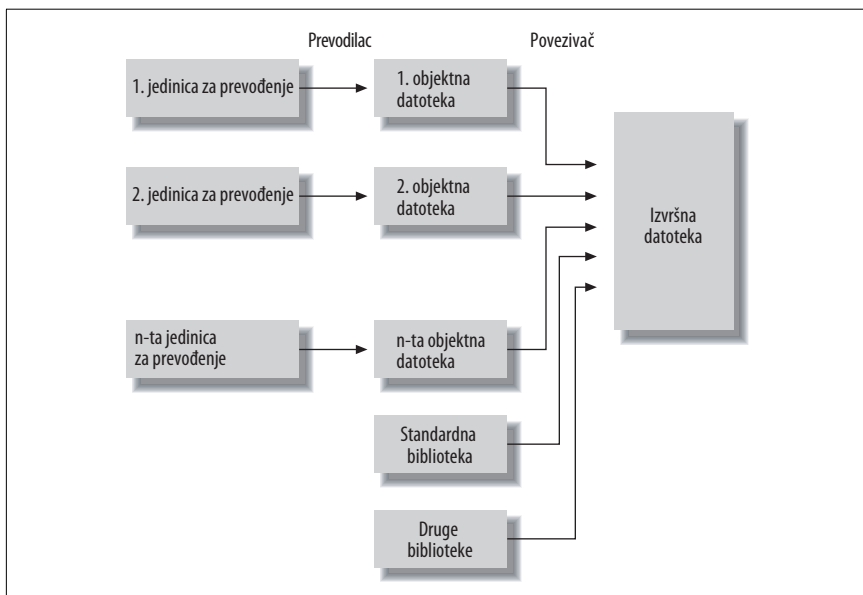 Prevodilac
Povezivač
1. jedinica za prevođenje
1. objektna
datoteka
2. jedinica za prevođenje
2. objektna
datoteka
Izvršna
datoteka
n-ta jedinica
za prevođenje
n-ta objektna
datoteka
Standardna
biblioteka
Druge
biblioteke